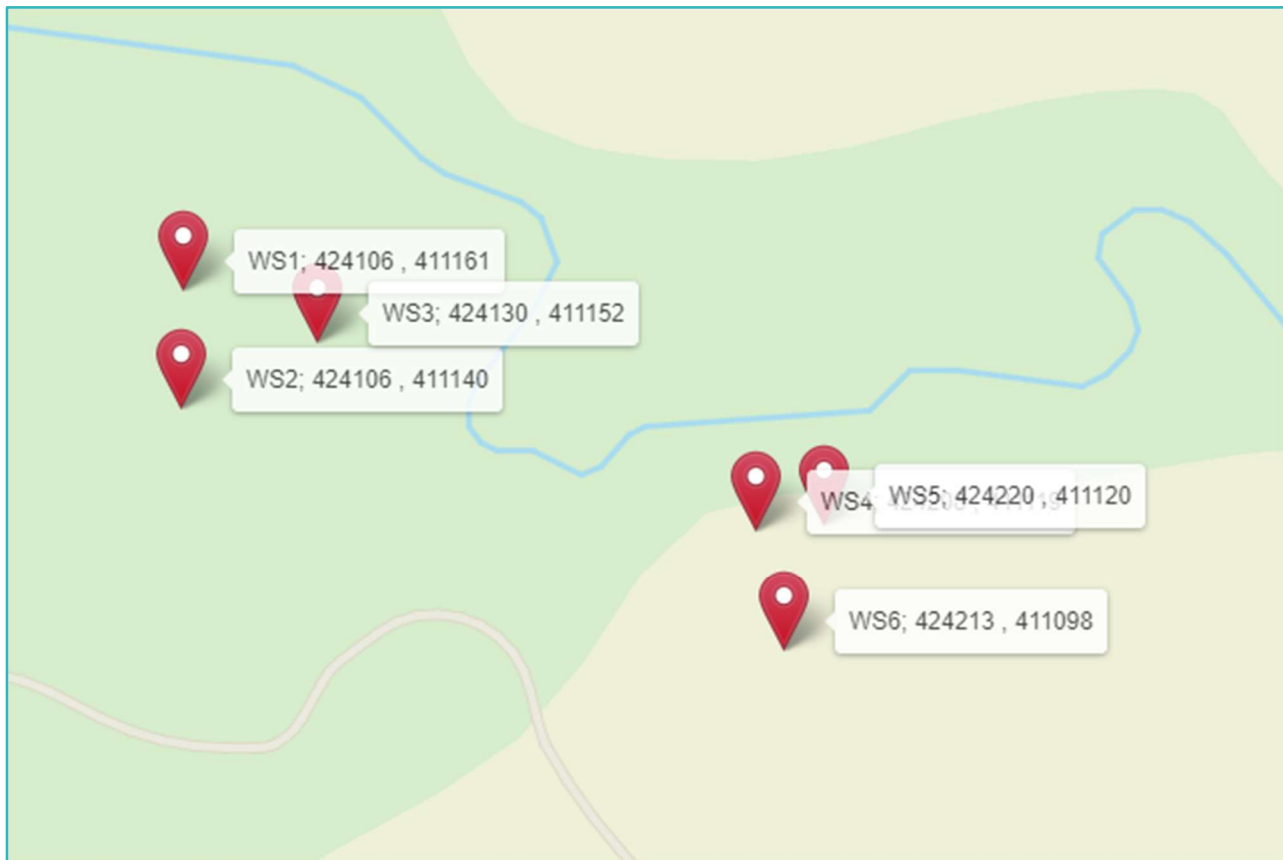 WS1; 424106 , 411161
WS3; 424130 , 411152
WS2; 424106 , 411140
WS4
WS5; 424220 , 411120
WS6; 424213 , 411098